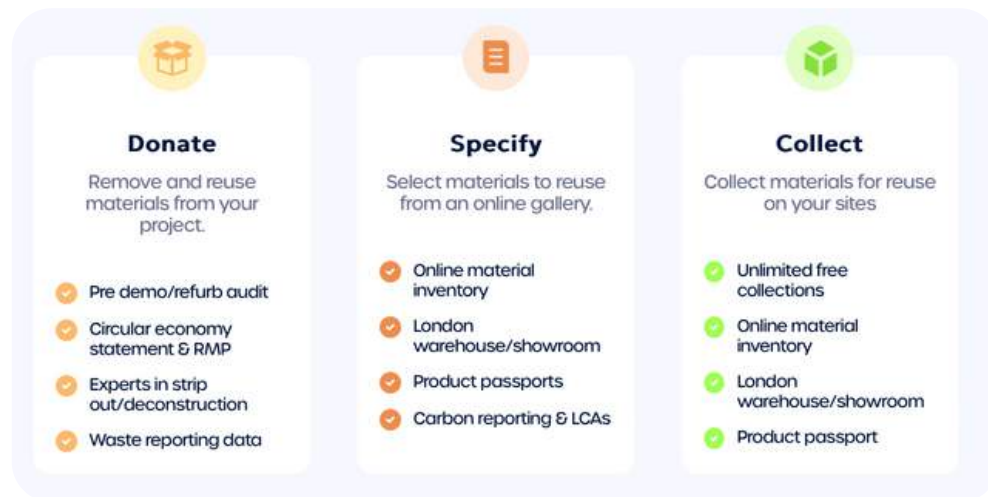 Donate
Remove and reuse
materials from your
project.
Pre demo/refurb audit
Circular economy
statement & RMP
Experts in strip
out/deconstruction
Waste reporting data
Specify
Select materials to reuse
from an online gallery.
Online material
inventory
London
warehouse/showroom
Product passports
Carbon reporting & LCAs
Collect
Collect materials for reuse
on your sites
Unlimited free
collections
Online material
inventory
London
warehouse/showroom
Product passport